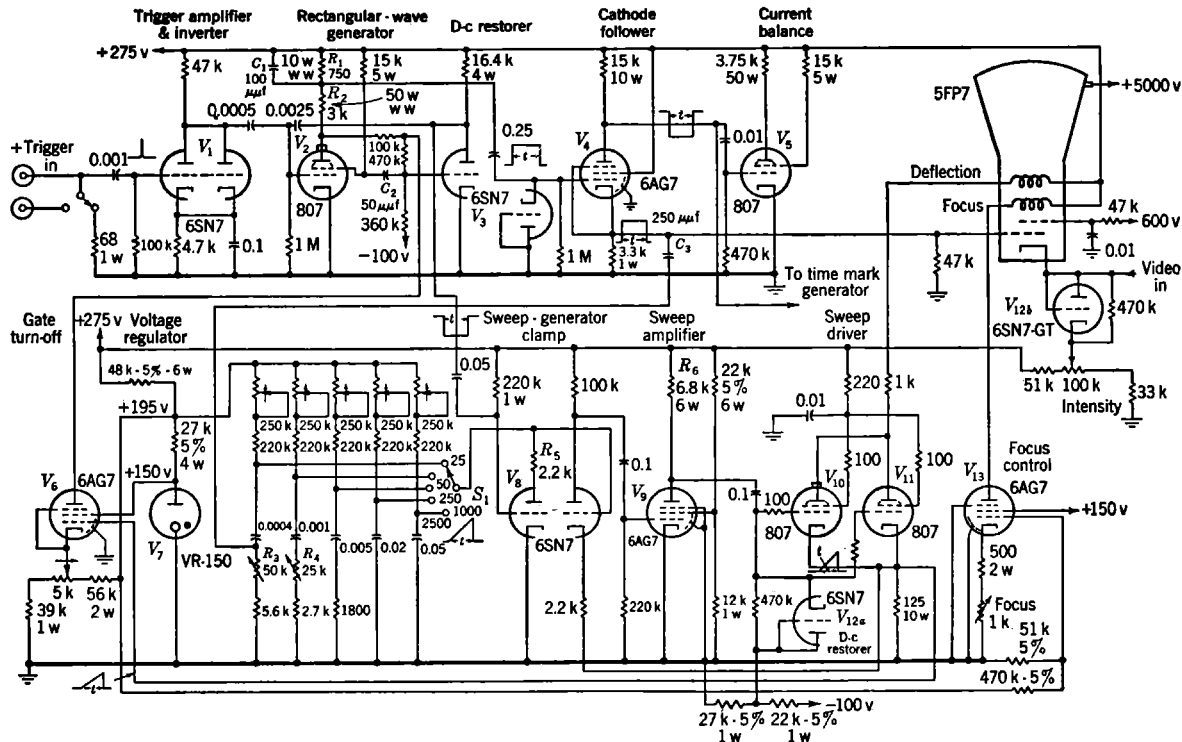 Trigger amplifier
& inverter
Rectangular-wave
generator
D-c restorer
Cathode
follower
Current
balance
+275 v
47 k
C₁
100
μμf
10 w
ww
R₁
750
R₂
3 k
50 w
ww
15 k
5 w
16.4 k
4 w
15 k
10 w
3.75 k
50 w
15 k
5 w
5FP7
+5000 v
0.0005
0.0025
0.25
t
t
0.01
+Trigger
in
0.001
V₁
V₂
100 k
470 k
C₂
50 μμf
360 k
-100 v
807
6SN7
V₃
V₄
6AG7
t
250 μμf
C₃
V₅
807
Deflection
Focus
47 k
600 v
0.01
68
1 w
100 k
6SN7
4.7 k
0.1
1 M
1 M
3.3 k
1 w
470 k
47 k
Video
in
V₁₂b
6SN7-GT
470 k
To time mark
generator
Gate
turn-off
+275 v
Voltage
regulator
t
Sweep-generator
clamp
Sweep
amplifier
Sweep
driver
48 k-5%-6 w
0.05
+195 v
27 k
5%
4 w
250 k
250 k
250 k
250 k
250 k
220 k
220 k
220 k
220 k
220 k
220 k
1 w
100 k
R₆
6.8 k
6 w
22 k
5%
6 w
220
1 k
51 k
100 k
Intensity
33 k
0.01
100
100
V₆
6AG7
+150 v
25
50
250
1000
2500
S₁
t
R₅
2.2 k
V₈
6SN7
0.1
V₉
6AG7
0.1
100
V₁₀
807
V₁₁
807
V₁₃
Focus
control
6AG7
+150 v
V₇
VR-150
0.0004
0.001
0.005
0.02
0.05
R₃
50 k
R₄
25 k
t
500
2 w
5 k
56 k
2 w
39 k
1 w
5.6 k
2.7 k
1800
2.2 k
220 k
12 k
1 w
470 k
6SN7
V₁₂a
D-c
restorer
125
10 w
Focus
1 k
51 k
5%
470 k-5%
t
27 k-5%
1 w
22 k-5%
1 w
-100 v